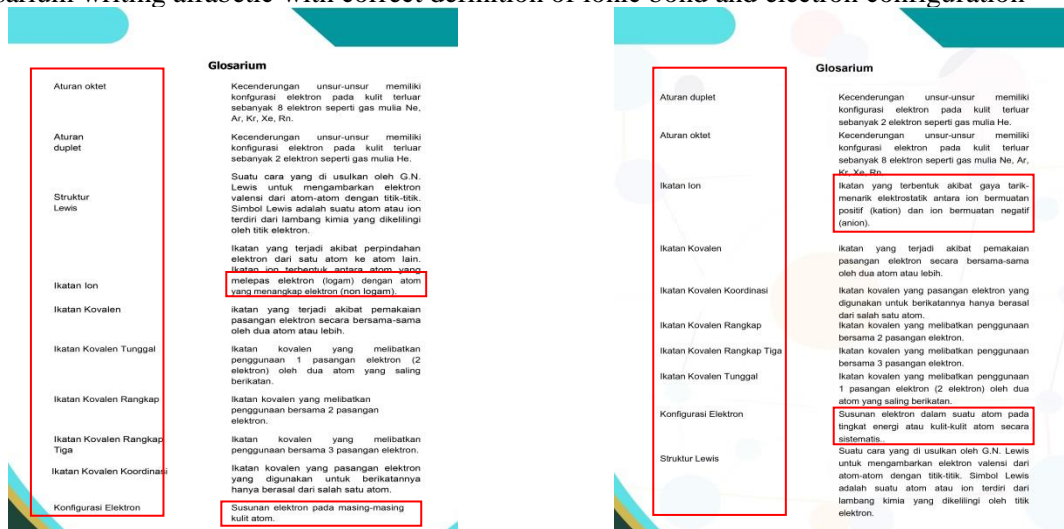 writing alfabetic with correct definition of ionic bond and electron configuration
Glosarium
Aturan oktet
Kecenderungan unsur-unsur memiliki
konfgurasi elektron pada kulit terluar
sebanyak 8 elektron seperti gas mulia Ne,
Ar, Kr, Xe, Rn.
Aturan
duplet
Kecenderungan unsur-unsur memiliki
konfigurasi elektron pada kulit terluar
sebanyak 2 elektron seperti gas mulia He.
Struktur
Lewis
Suatu cara yang di usulkan oleh G.N.
Lewis untuk mengambarkan elektron
valensi dari atom-atom dengan titik-titik.
Simbol Lewis adalah suatu atom atau ion
terdiri dari lambang kimia yang dikelilingi
oleh titik elektron.
Ikatan Ion
Ikatan yang terjadi akibat perpindahan
elektron dari satu atom ke atom lain.
Ikatan ion terbentuk antara atom yang
melepas elektron (logam) dengan atom
yang menangkap elektron (non logam).
Ikatan Kovalen
ikatan yang terjadi akibat pemakaian
pasangan elektron secara bersama-sama
oleh dua atom atau lebih.
Ikatan Kovalen Tunggal
Ikatan kovalen yang melibatkan
penggunaan 1 pasangan elektron (2
elektron) oleh dua atom yang saling
berikatan.
Ikatan Kovalen Rangkap
Ikatan kovalen yang melibatkan
penggunaan bersama 2 pasangan
elektron.
Ikatan Kovalen Rangkap
Tiga
Ikatan kovalen yang melibatkan
penggunaan bersama 3 pasangan elektron.
Ikatan Kovalen Koordinasi
Ikatan kovalen yang pasangan elektron
yang digunakan untuk berikatannya
hanya berasal dari salah satu atom.
Konfigurasi Elektron
Susunan elektron pada masing-masing
kulit atom.
Glosarium
Aturan duplet
Kecenderungan unsur-unsur memiliki
konfigurasi elektron pada kulit terluar
sebanyak 2 elektron seperti gas mulia He.
Aturan oktet
Kecenderungan unsur-unsur memiliki
konfgurasi elektron pada kulit terluar
sebanyak 8 elektron seperti gas mulia Ne, Ar,
Kr, Xe, Rn.
Ikatan Ion
Ikatan yang terbentuk akibat gaya tarik-
menarik elektrostatik antara ion bermuatan
positif (kation) dan ion bermuatan negatif
(anion).
Ikatan Kovalen
ikatan yang terjadi akibat pemakaian
pasangan elektron secara bersama-sama
oleh dua atom atau lebih.
Ikatan Kovalen Koordinasi
Ikatan kovalen yang pasangan elektron yang
digunakan untuk berikatannya hanya berasal
dari salah satu atom.
Ikatan Kovalen Rangkap
Ikatan kovalen yang melibatkan penggunaan
bersama 2 pasangan elektron.
Ikatan Kovalen Rangkap Tiga
Ikatan kovalen yang melibatkan penggunaan
bersama 3 pasangan elektron.
Ikatan Kovalen Tunggal
Ikatan kovalen yang melibatkan penggunaan
1 pasangan elektron (2 elektron) oleh dua
atom yang saling berikatan.
Konfigurasi Elektron
Susunan elektron dalam suatu atom pada
tingkat energi atau kulit-kulit atom secara
sistematis..
Struktur Lewis
Suatu cara yang di usulkan oleh G.N. Lewis
untuk mengambarkan elektron valensi dari
atom-atom dengan titik-titik. Simbol Lewis
adalah suatu atom atau ion terdiri dari
lambang kimia yang dikelilingi oleh titik
elektron.